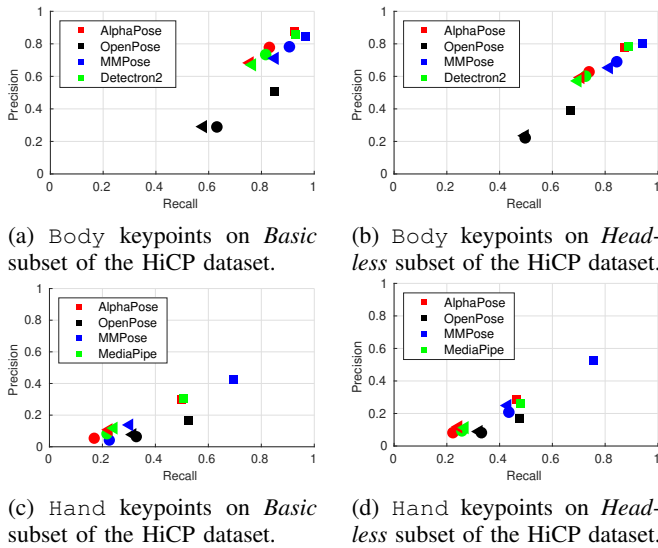 1
AlphaPose
OpenPose
0.8
MMPose
Detectron2
0.6
0.4
0.2
0
0 0.2 0.4 0.6 0.8 1
Precision
Recall
1
AlphaPose
OpenPose
0.8
MMPose
Detectron2
0.6
0.4
0.2
0
0 0.2 0.4 0.6 0.8 1
Precision
Recall
(a) Body keypoints on Basic
subset of the HiCP dataset.
(b) Body keypoints on Head-
less subset of the HiCP dataset.
1
AlphaPose
OpenPose
0.8
MMPose
MediaPipe
0.6
0.4
0.2
0
0 0.2 0.4 0.6 0.8 1
Precision
Recall
1
AlphaPose
OpenPose
0.8
MMPose
MediaPipe
0.6
0.4
0.2
0
0 0.2 0.4 0.6 0.8 1
Precision
Recall
(c) Hand keypoints on Basic
subset of the HiCP dataset.
(d) Hand keypoints on Head-
less subset of the HiCP dataset.